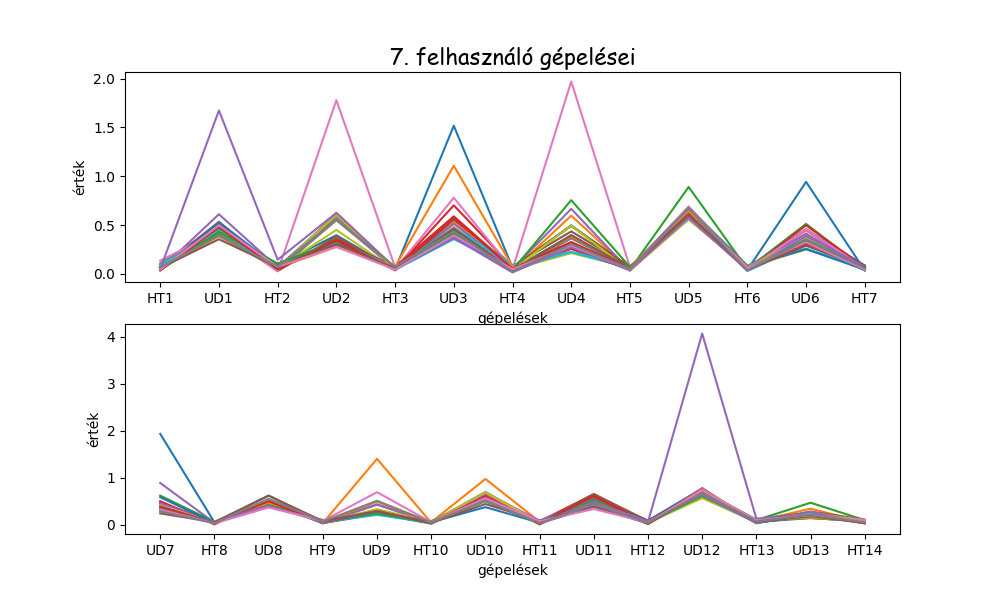 7. felhasználó gépelései
2.0
1.5
1.0
0.5
0.0
érték
HT1 UD1 HT2 UD2 HT3 UD3 HT4 UD4 HT5 UD5 HT6 UD6 HT7
gépelések
4
3
2
1
0
érték
UD7 HT8 UD8 HT9 UD9 HT10 UD10 HT11 UD11 HT12 UD12 HT13 UD13 HT14
gépelések